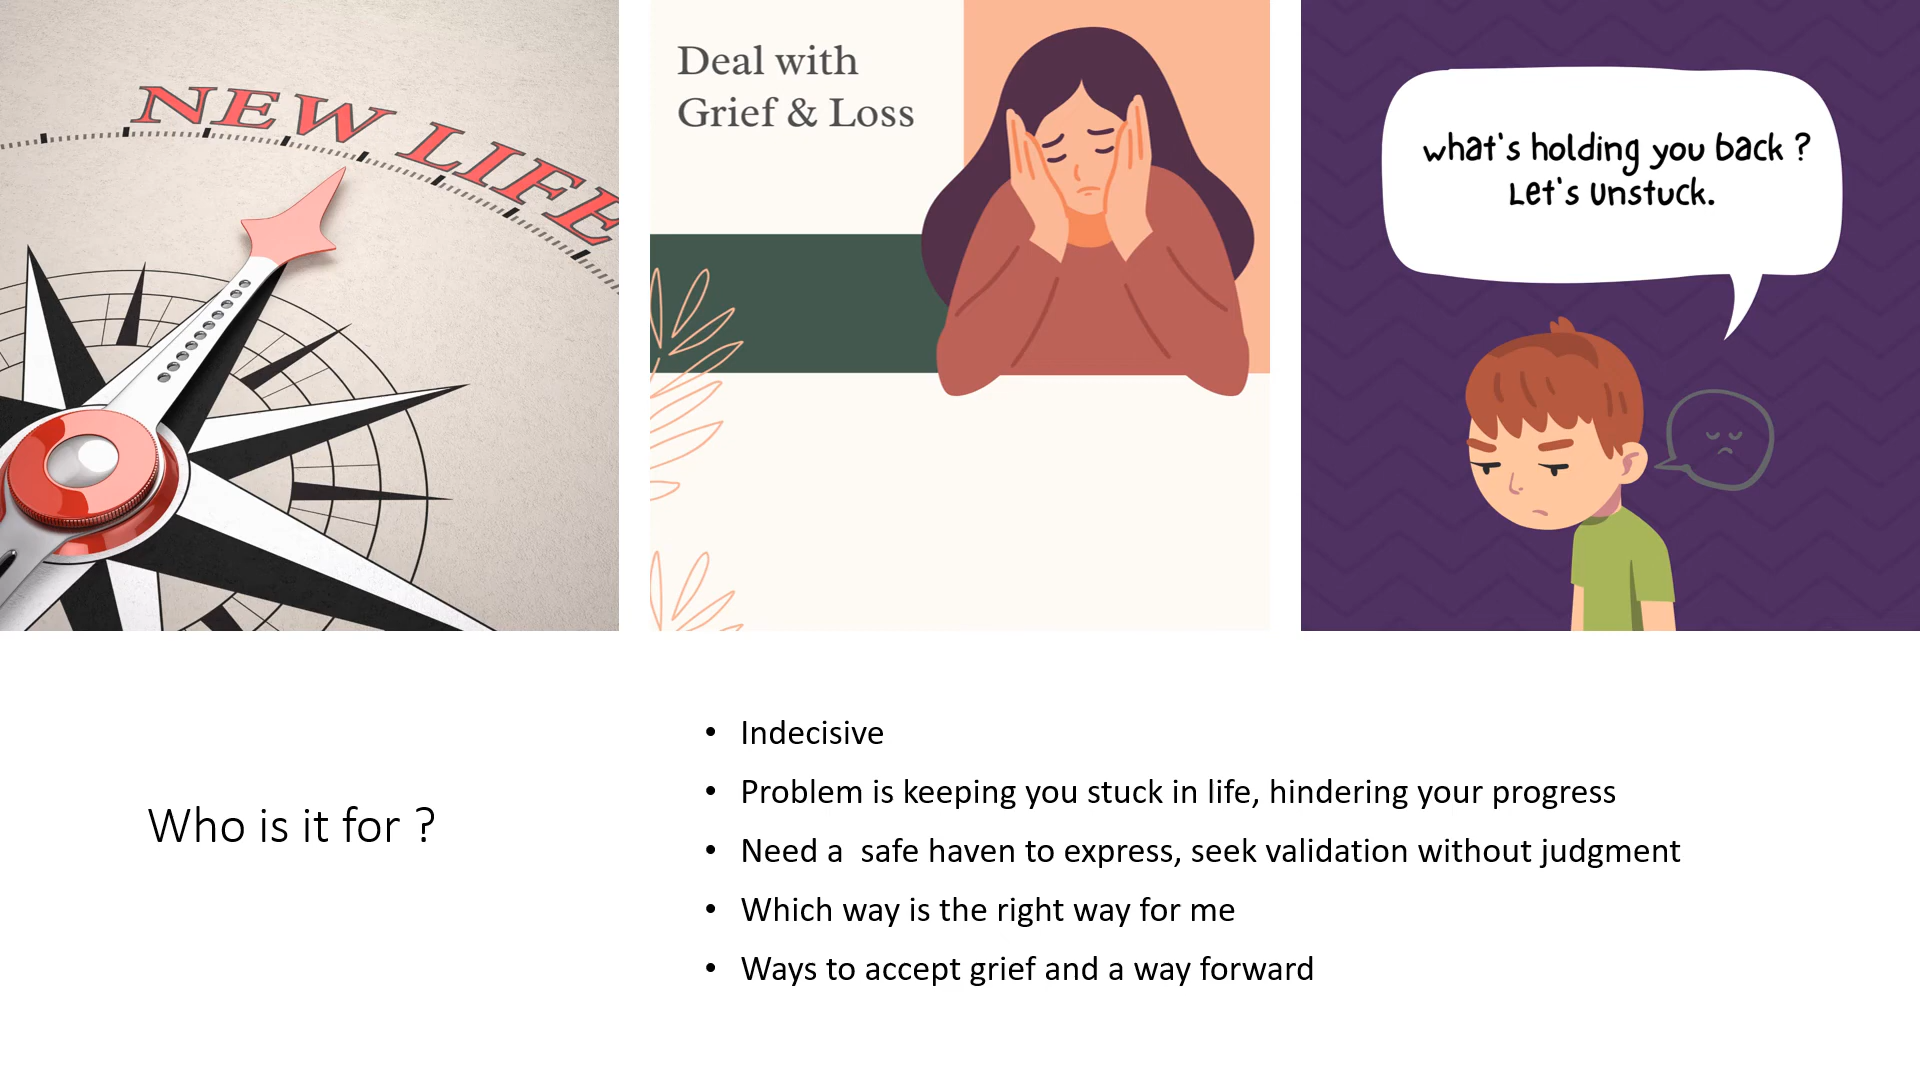 NEW LIFE
Deal with
Grief & Loss
what's holding you back ?
Let's Unstuck.
Who is it for ?
• Indecisive
• Problem is keeping you stuck in life, hindering your progress
• Need a  safe haven to express, seek validation without judgment
• Which way is the right way for me
• Ways to accept grief and a way forward